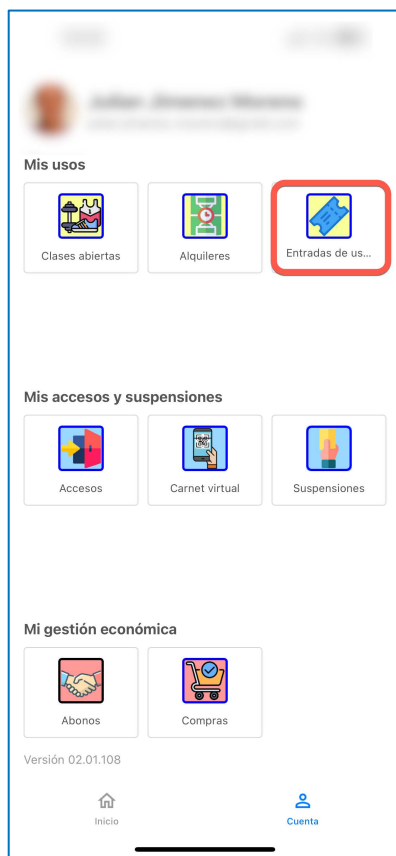 Mis usos
Clases abiertas
Alquileres
Entradas de us...
Mis accesos y suspensiones
Accesos
Carnet virtual
Suspensiones
Mi gestión económica
Abonos
Compras
Versión 02.01.108
Inicio
Cuenta